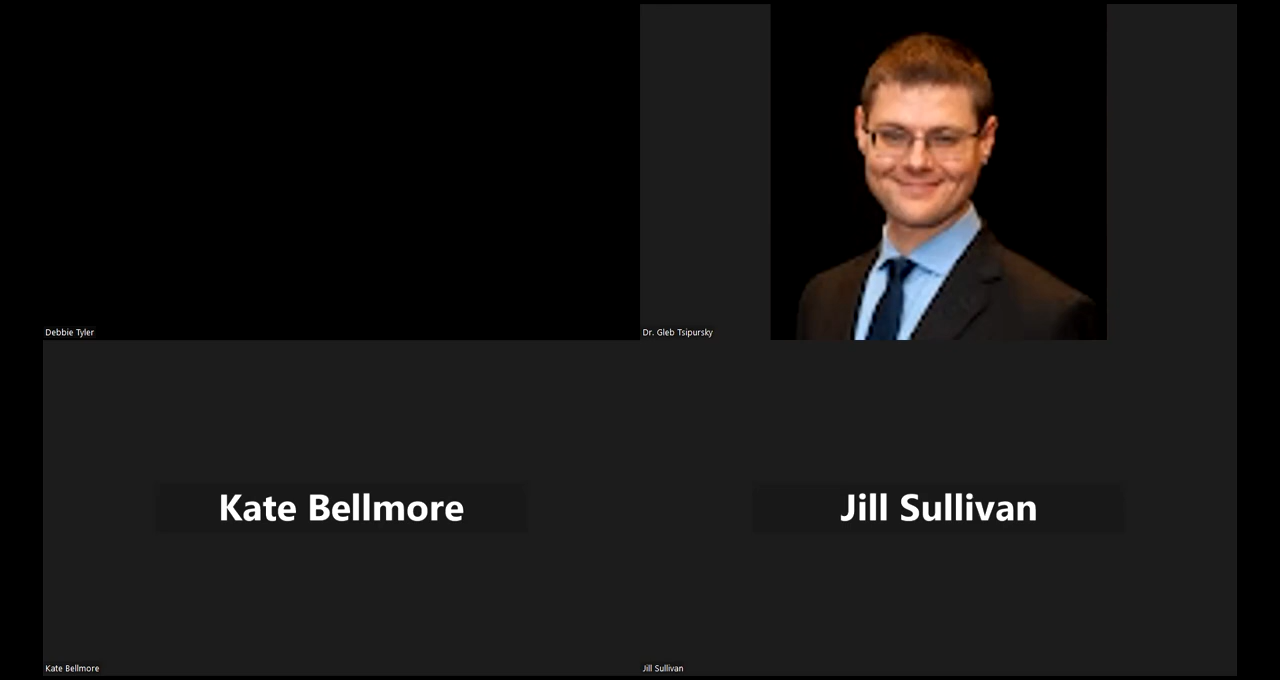 Debbie Tyler
Dr. Gleb Tsipursky
Kate Bellmore
Jill Sullivan
Kate Bellmore
Jill Sullivan